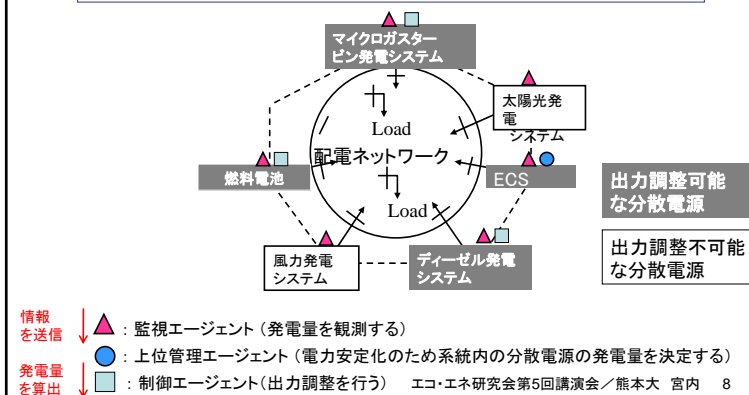 マイクロガスター
ビン発電システム
太陽光発
電
システム
Load
配電ネットワーク
燃料電池
ECS
Load
出力調整可能
な分散電源
風力発電
システム
ディーゼル発電
システム
出力調整不可能
な分散電源
情報
を送信
：監視エージェント（発電量を観測する）
：上位管理エージェント（電力安定化のため系統内の分散電源の発電量を決定する）
発電量
を算出
：制御エージェント(出力調整を行う) エコ・エネ研究会第5回講演会／熊本大 宮内 8